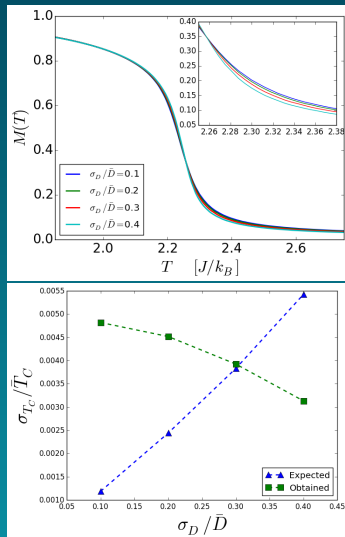 1.0
0.8
0.6
0.4
0.2
0.0
M(T)
2.0 2.2 2.4 2.6
T [J/k_B]
σ_D/D̄=0.1
σ_D/D̄=0.2
σ_D/D̄=0.3
σ_D/D̄=0.4
0.40
0.35
0.30
0.25
0.20
0.15
0.10
0.05
2.26 2.28 2.30 2.32 2.34 2.36 2.38
0.0055
0.0050
0.0045
0.0040
0.0035
0.0030
0.0025
0.0020
0.0015
0.0010
σ_{T_C}/T̄_C
Expected
Obtained
0.05 0.10 0.15 0.20 0.25 0.30 0.35 0.40 0.45
σ_D/D̄